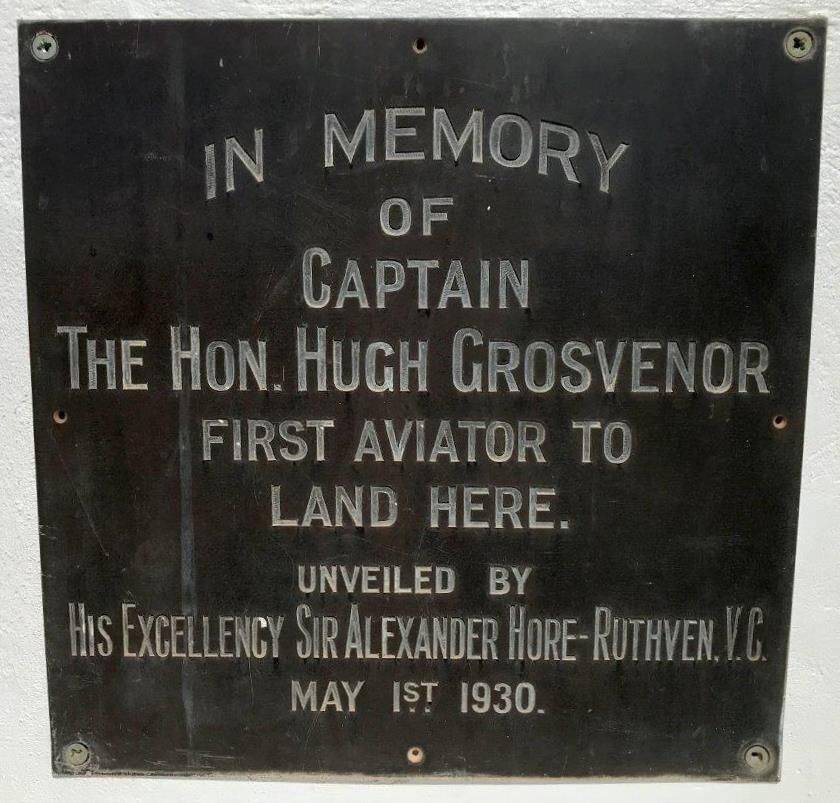 IN MEMORY
OF
CAPTAIN
THE HON. HUGH GROSVENOR
FIRST AVIATOR TO
LAND HERE.
UNVEILED BY
HIS EXCELLENCY SIR ALEXANDER HORE-RUTHVEN, V.C.
MAY 1ST 1930.